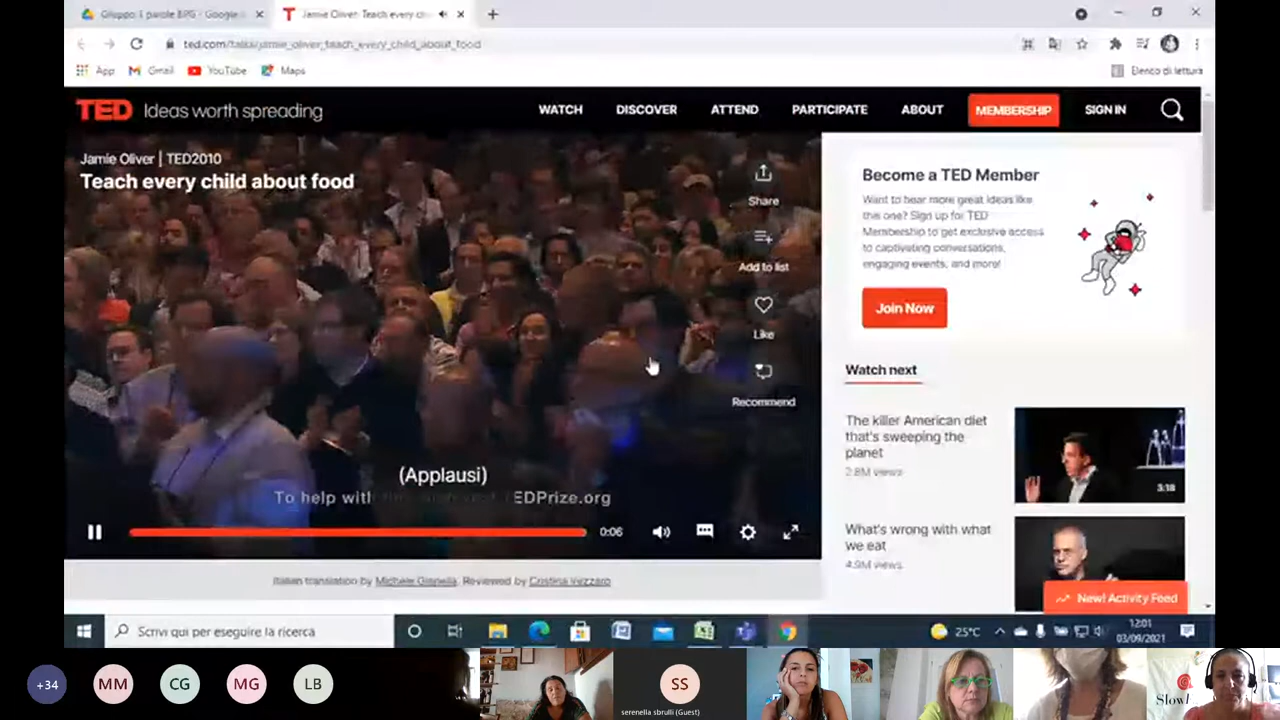 Gruppo 1 parole EPG - Google
Jamie Oliver: Teach every chi
ted.com/talks/jamie_oliver_teach_every_child_about_food
App Gmail YouTube Maps Elenco di lettura
TED Ideas worth spreading WATCH DISCOVER ATTEND PARTICIPATE ABOUT MEMBERSHIP SIGN IN
Jamie Oliver | TED2010
Teach every child about food
Share
Add to list
Like
Recommend
(Applausi)
To help with EDPrize.org
0:06
Italian translation by Michele Gianella. Reviewed by Cristina
Become a TED Member
Want to hear more great ideas like
this one? Sign up for TED
Membership to get exclusive access
to captivating conversations,
engaging events, and more!
Join Now
Watch next
The killer American diet
that's sweeping the
planet
2.8M views
3:18
What's wrong with what
we eat
4.9M views
New! Activity Feed
Scrivi qui per eseguire la ricerca
25°C
12:01
03/09/2021
+34 MM CG MG LB SS
serenella sbrulli (Guest)
Slow